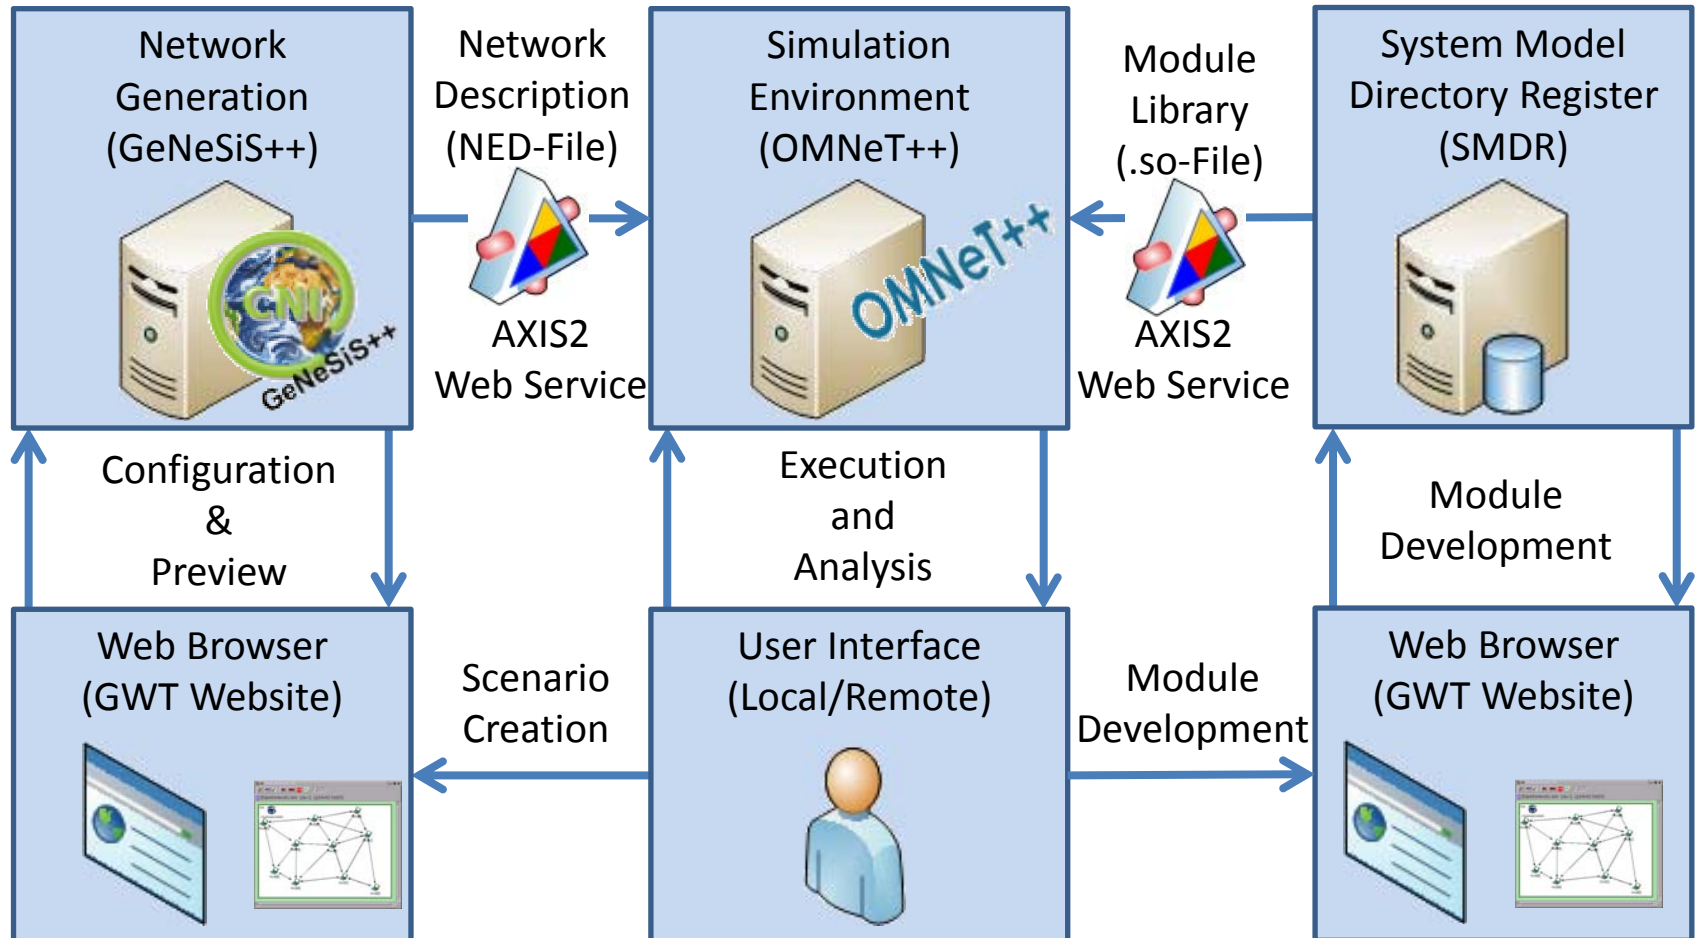 Network
Generation
(GeNeSiS++)
CNI
GeNeSiS++
Network
Description
(NED-File)
AXIS2
Web Service
Simulation
Environment
(OMNeT++)
OMNeT++
Module
Library
(.so-File)
AXIS2
Web Service
System Model
Directory Register
(SMDR)
Configuration
&
Preview
Execution
and
Analysis
Module
Development
Web Browser
(GWT Website)
Scenario
Creation
User Interface
(Local/Remote)
Module
Development
Web Browser
(GWT Website)